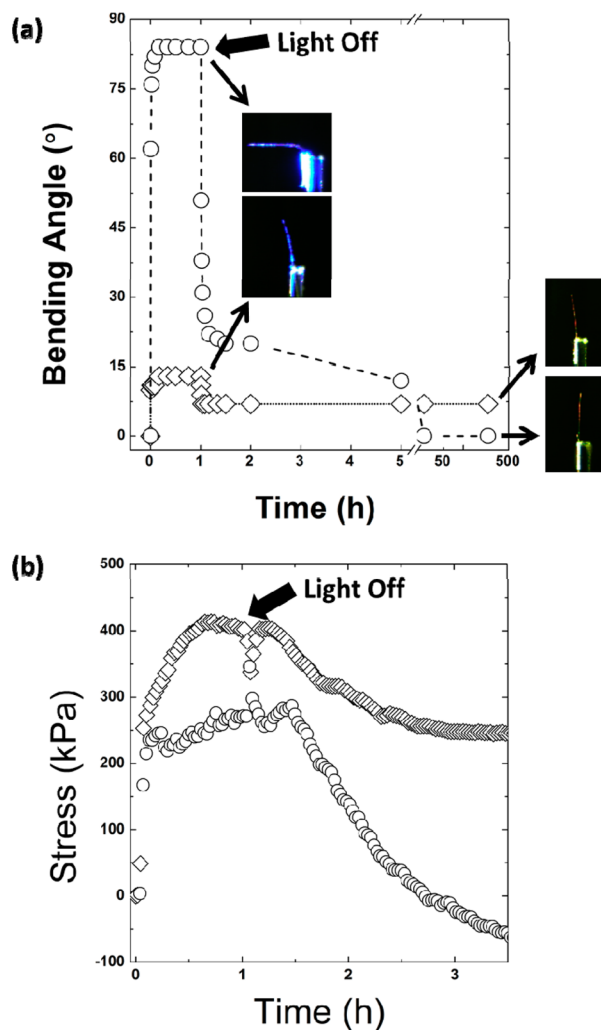 (a)
90
75
60
45
30
15
0
Bending Angle (°)
Light Off
0 1 2 3 4 5 50 500
Time (h)
(b)
500
400
300
200
100
0
-100
Stress (kPa)
Light Off
0 1 2 3
Time (h)